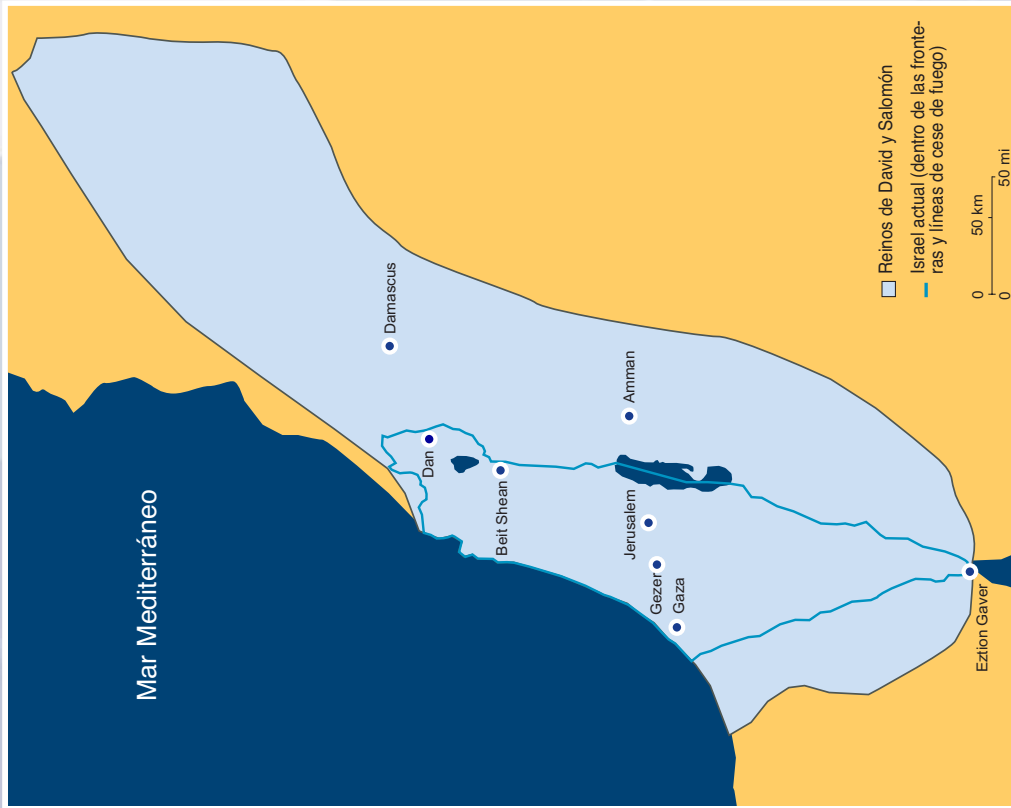 Mar Mediterráneo
Damascus
Dan
Beit Shean
Amman
Jerusalem
Gezer
Gaza
Eztion Gaver
Reinos de David y Salomón
Israel actual (dentro de las fronte-
ras y líneas de cese de fuego)
0 50 km
0 50 mi